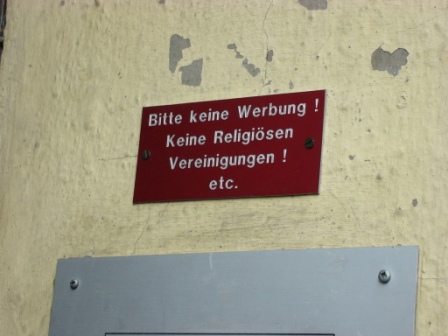 Bitte keine Werbung !
Keine Religiösen
Vereinigungen !
etc.